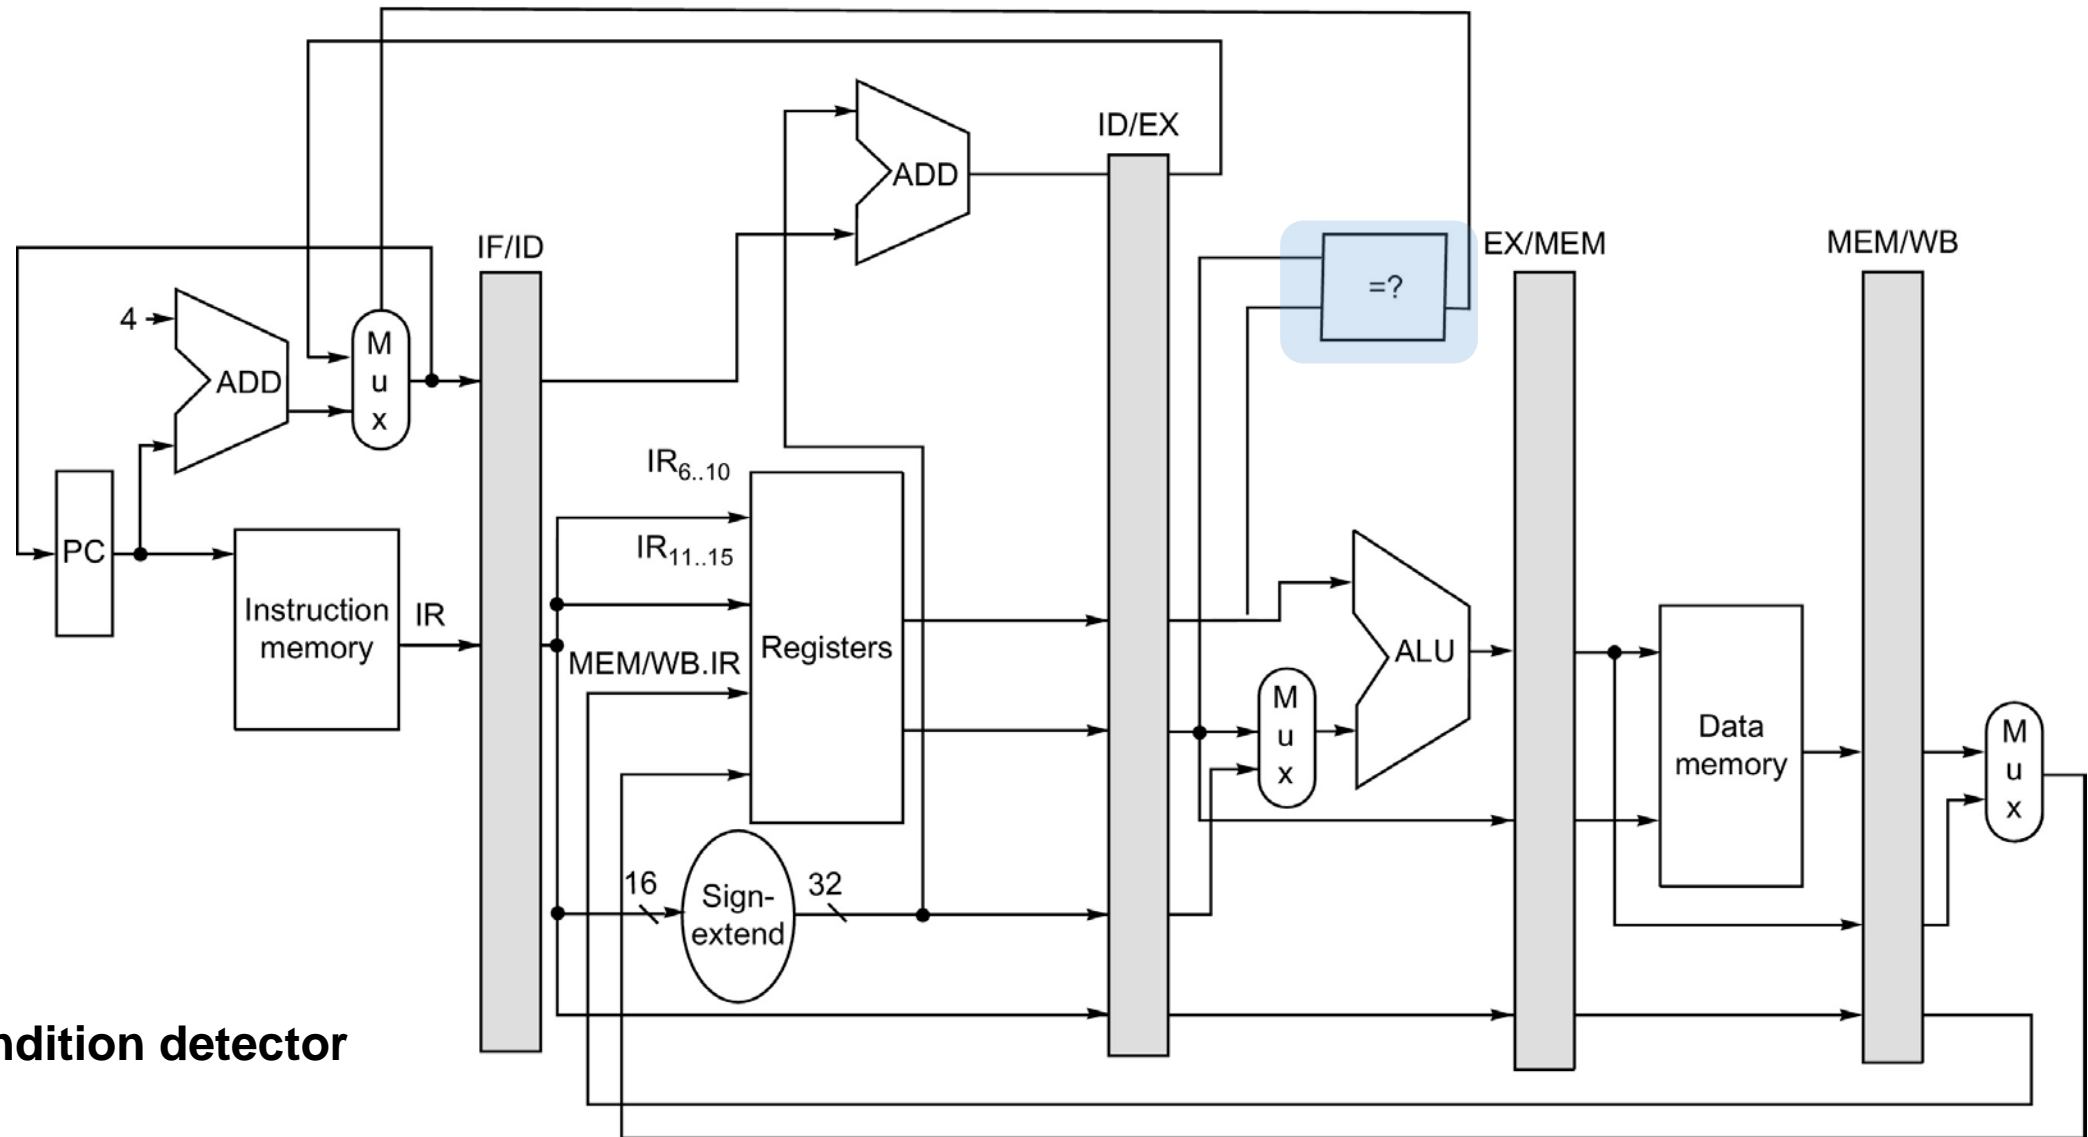 ID/EX
ADD
IF/ID
EX/MEM
MEM/WB
=?
4
ADD
M
u
x
IR6..10
IR11..15
PC
Instruction
memory
IR
MEM/WB.IR
Registers
ALU
M
u
x
Data
memory
M
u
x
16
32
Sign-
extend
detector